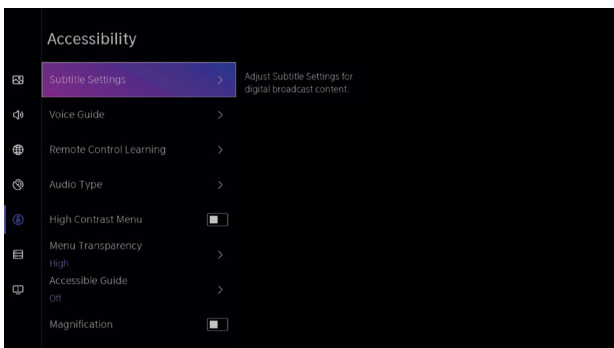 Accessibility
Subtitle Settings
Adjust Subtitle Settings for
digital broadcast content.
Voice Guide
Remote Control Learning
Audio Type
High Contrast Menu
Menu Transparency
High
Accessible Guide
Off
Magnification